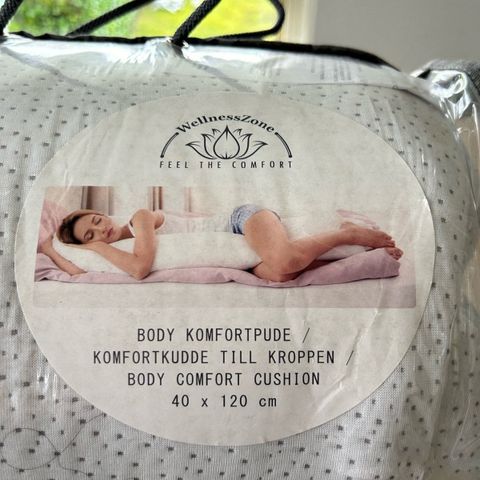 WellnessZone
FEEL THE COMFORT
BODY KOMFORTPUDE /
KOMFORTKUDDE TILL KROPPEN /
BODY COMFORT CUSHION
40 x 120 cm